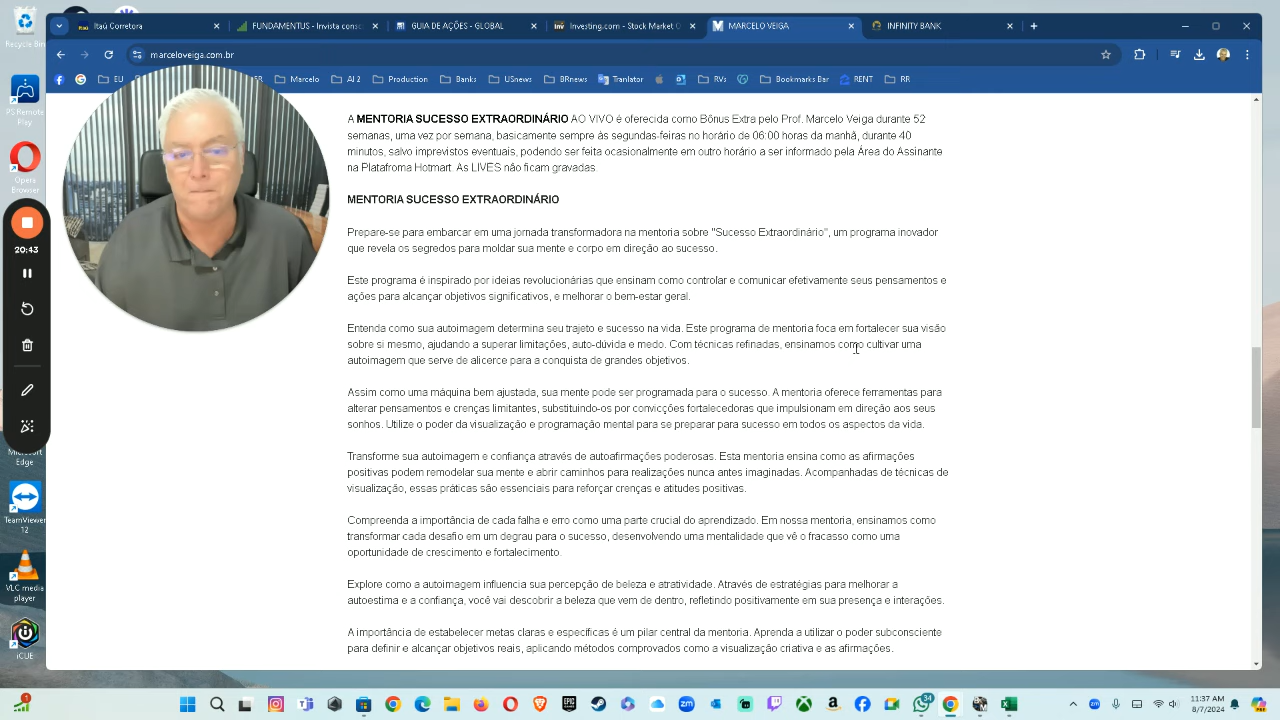 Itaú Corretora
FUNDAMENTUS - Invista consc
GUIA DE AÇÕES - GLOBAL
Investing.com - Stock Market Q
MARCELO VEIGA
INFINITY BANK
marceloveiga.com.br
EU
Marcelo
AI 2
Production
Banks
USnews
BRnews
Tranlator
RVs
Bookmarks Bar
RENT
RR
Recycle Bin
PS Remote Play
Opera Browser
20:43
Microsoft Edge
TeamViewer 12
VLC media player
iCUE
A MENTORIA SUCESSO EXTRAORDINÁRIO AO VIVO é oferecida como Bônus Extra pelo Prof. Marcelo Veiga durante 52
semanas, uma vez por semana, basicamente sempre às segundas-feiras no horário de 06:00 horas da manhã, durante 40
minutos, salvo imprevistos eventuais, podendo ser feita ocasionalmente em outro horário a ser informado pela Área do Assinante
na Platafroma Hotmart. As LIVES não ficam gravadas.
MENTORIA SUCESSO EXTRAORDINÁRIO
Prepare-se para embarcar em uma jornada transformadora na mentoria sobre "Sucesso Extraordinário", um programa inovador
que revela os segredos para moldar sua mente e corpo em direção ao sucesso.
Este programa é inspirado por ideias revolucionárias que ensinam como controlar e comunicar efetivamente seus pensamentos e
ações para alcançar objetivos significativos, e melhorar o bem-estar geral.
Entenda como sua autoimagem determina seu trajeto e sucesso na vida. Este programa de mentoria foca em fortalecer sua visão
sobre si mesmo, ajudando a superar limitações, auto-dúvida e medo. Com técnicas refinadas, ensinamos como cultivar uma
autoimagem que serve de alicerce para a conquista de grandes objetivos.
Assim como uma máquina bem ajustada, sua mente pode ser programada para o sucesso. A mentoria oferece ferramentas para
alterar pensamentos e crenças limitantes, substituindo-os por convicções fortalecedoras que impulsionam em direção aos seus
sonhos. Utilize o poder da visualização e programação mental para se preparar para sucesso em todos os aspectos da vida.
Transforme sua autoimagem e confiança através de autoafirmações poderosas. Esta mentoria ensina como as afirmações
positivas podem remodelar sua mente e abrir caminhos para realizações nunca antes imaginadas. Acompanhadas de técnicas de
visualização, essas práticas são essenciais para reforçar crenças e atitudes positivas.
Compreenda a importância de cada falha e erro como uma parte crucial do aprendizado. Em nossa mentoria, ensinamos como
transformar cada desafio em um degrau para o sucesso, desenvolvendo uma mentalidade que vê o fracasso como uma
oportunidade de crescimento e fortalecimento.
Explore como a autoimagem influencia sua percepção de beleza e atratividade. Através de estratégias para melhorar a
autoestima e a confiança, você vai descobrir a beleza que vem de dentro, refletindo positivamente em sua presença e interações.
A importância de estabelecer metas claras e específicas é um pilar central da mentoria. Aprenda a utilizar o poder subconsciente
para definir e alcançar objetivos reais, aplicando métodos comprovados como a visualização criativa e as afirmações.
34
11:37 AM
8/7/2024